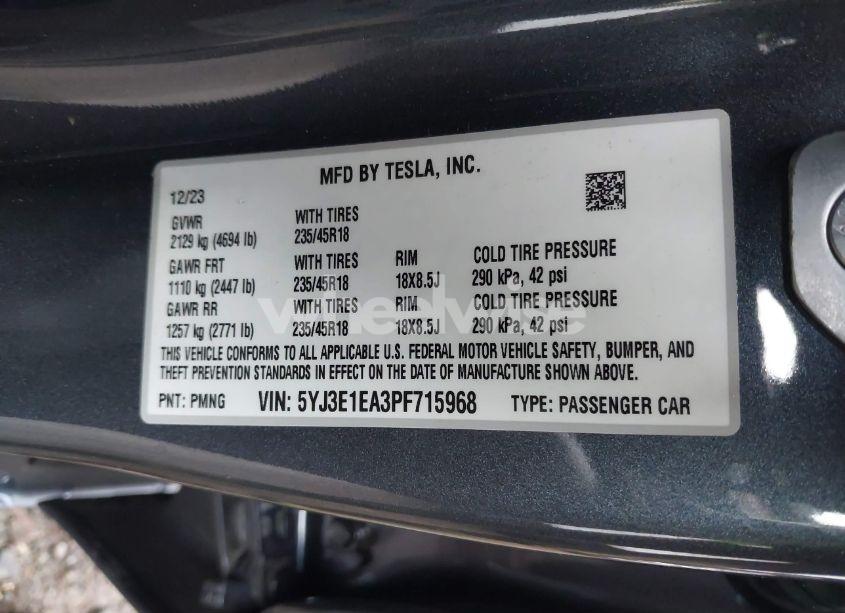 MFD BY TESLA, INC.
12/23
GVWR WITH TIRES
2129 kg (4694 lb) 235/45R18
GAWR FRT WITH TIRES RIM COLD TIRE PRESSURE
1110 kg (2447 lb) 235/45R18 18X8.5J 290 kPa, 42 psi
GAWR RR WITH TIRES RIM COLD TIRE PRESSURE
1257 kg (2771 lb) 235/45R18 18X8.5J 290 kPa, 42 psi
THIS VEHICLE CONFORMS TO ALL APPLICABLE U.S. FEDERAL MOTOR VEHICLE SAFETY, BUMPER, AND
THEFT PREVENTION STANDARDS IN EFFECT ON THE DATE OF MANUFACTURE SHOWN ABOVE.
PNT: PMNG VIN: 5YJ3E1EA3PF715968 TYPE: PASSENGER CAR